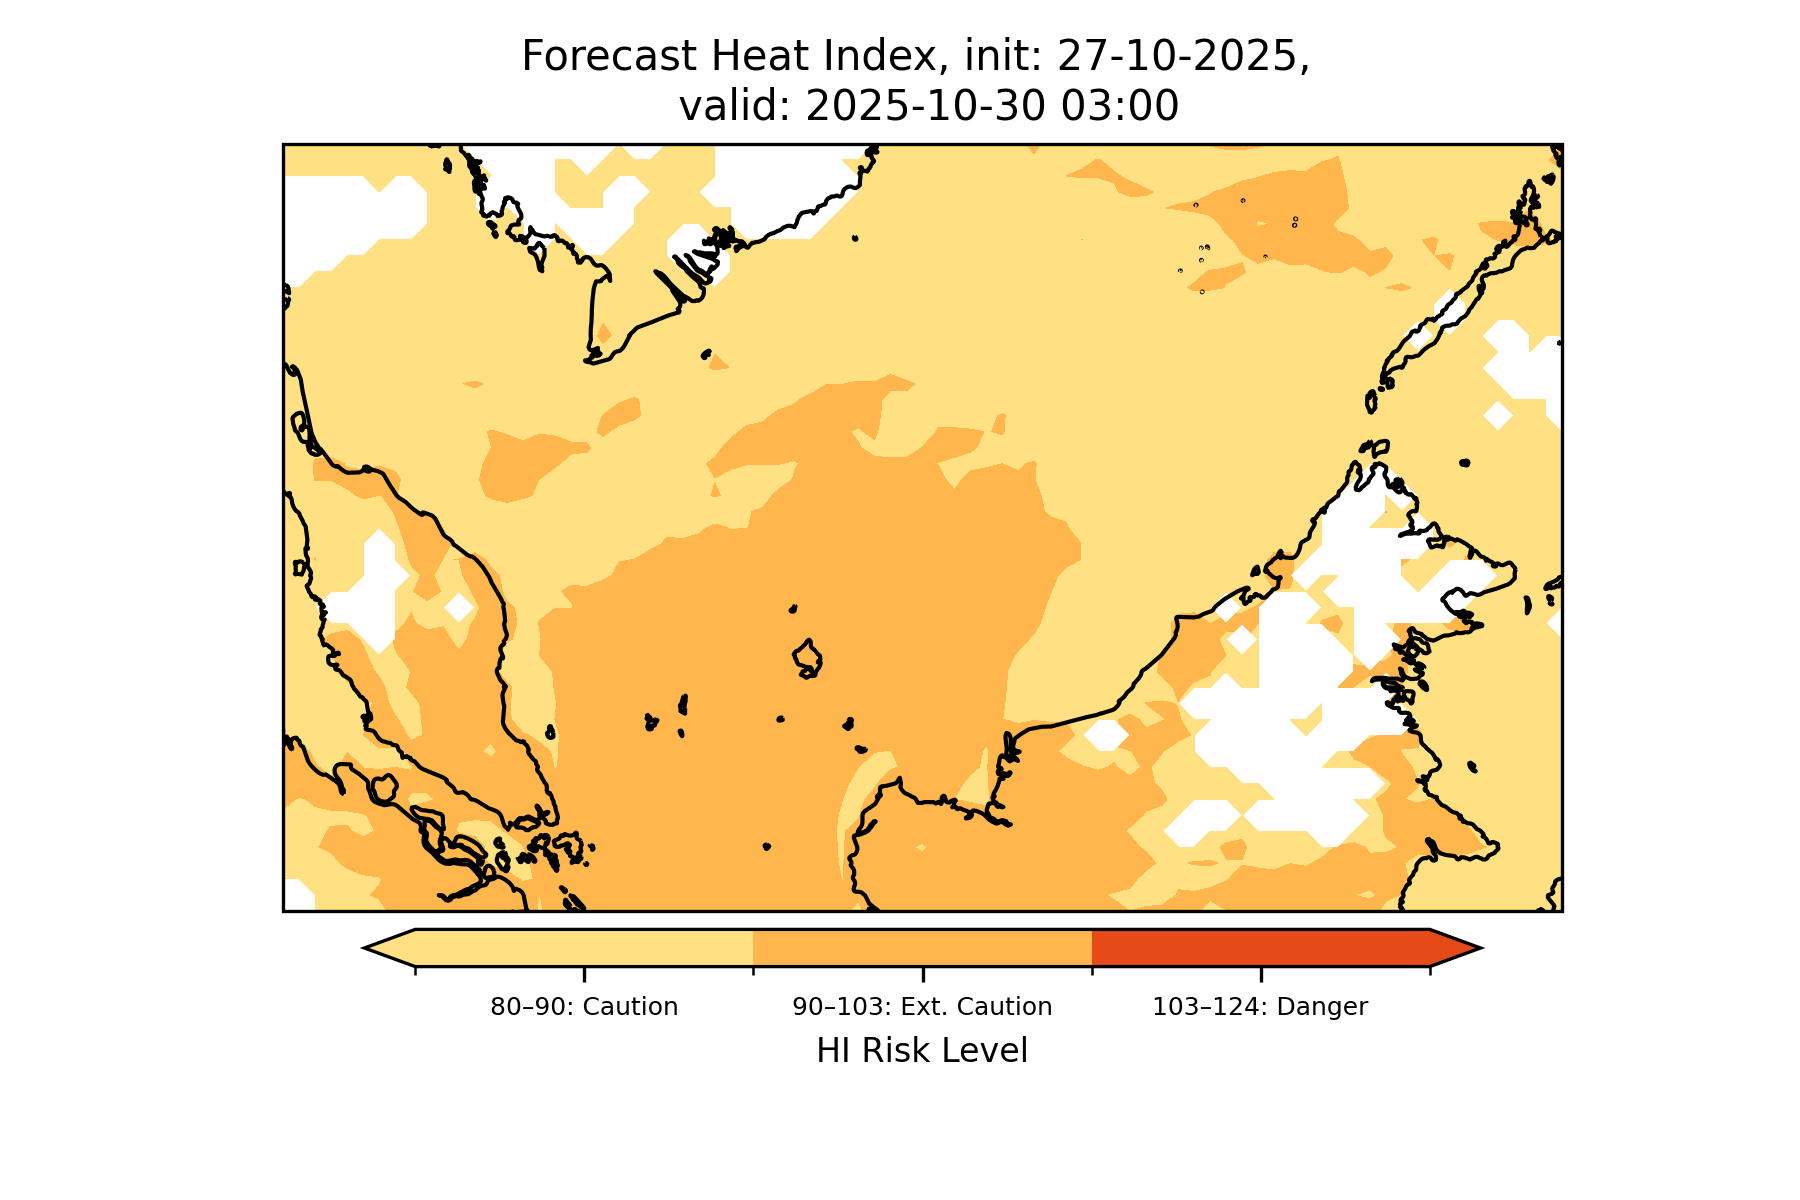 Forecast Heat Index, init: 27-10-2025,
valid: 2025-10-30 03:00
80–90: Caution
90–103: Ext. Caution
103–124: Danger
HI Risk Level